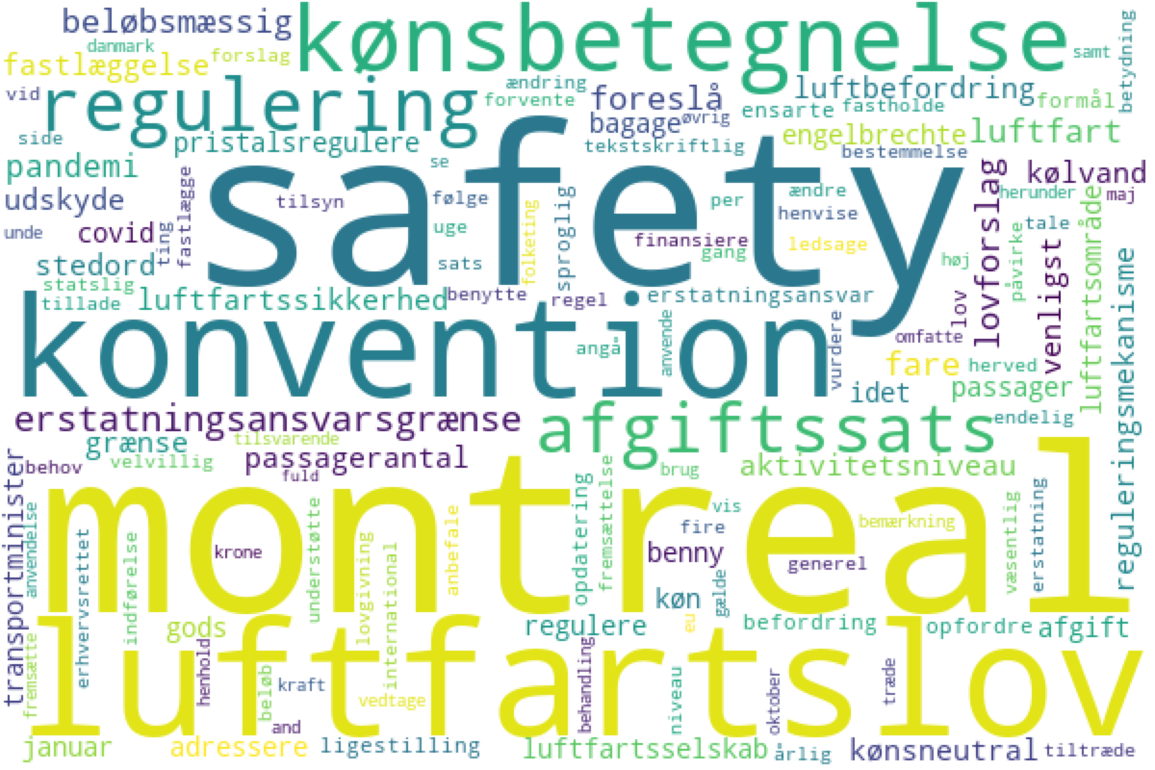 beløbsmæssig
kønsbetegnelse
danmark
samt
betydning
fastlæggelse
forslag
vid
regulering
ændring
forvente
foreslå
luftbefordring
ensarte
fastholde
formål
side
pristalsregulere
bagage
øvrig
tekstskriftlig
engelbrechte
luftfart
bestemmelse
pandemi
se
safety
kølvand
udskyde
fastlægge
tilsyn
følge
folketing
sproglig
per
ændre
henvise
herunder
maj
unde
covid
ting
uge
finansiere
gang
ledsage
tale
stedord
sats
høj
påvirke
lovforslag
venligst
luftfartsområde
statslig
tillade
luftfartssikkerhed
benytte
regel
erstatningsansvar
lov
konvention
angå
anvende
vurdere
omfatte
fare
herved
reguleringsmekanisme
idet
passager
erstatningsansvarsgrænse
afgiftssats
endelig
grænse
tilsvarende
behov
velvillig
passagerantal
fuld
brug
aktivitetsniveau
transportminister
montreal
anvendelse
erhvervsrettet
indførelse
krone
understøtte
lovgivning
international
anbefale
opdatering
fremsættelse
vis
fire
benny
bemærkning
generel
væsentlig
erstatning
køn
gælde
eu
gods
regulere
befordring
opfordre
afgift
luftfartslov
fremsætte
henhold
beløb
kraft
vedtage
and
behandling
niveau
oktober
træde
januar
adressere
ligestilling
luftfartsselskab
årlig
kønsneutral
tiltræde